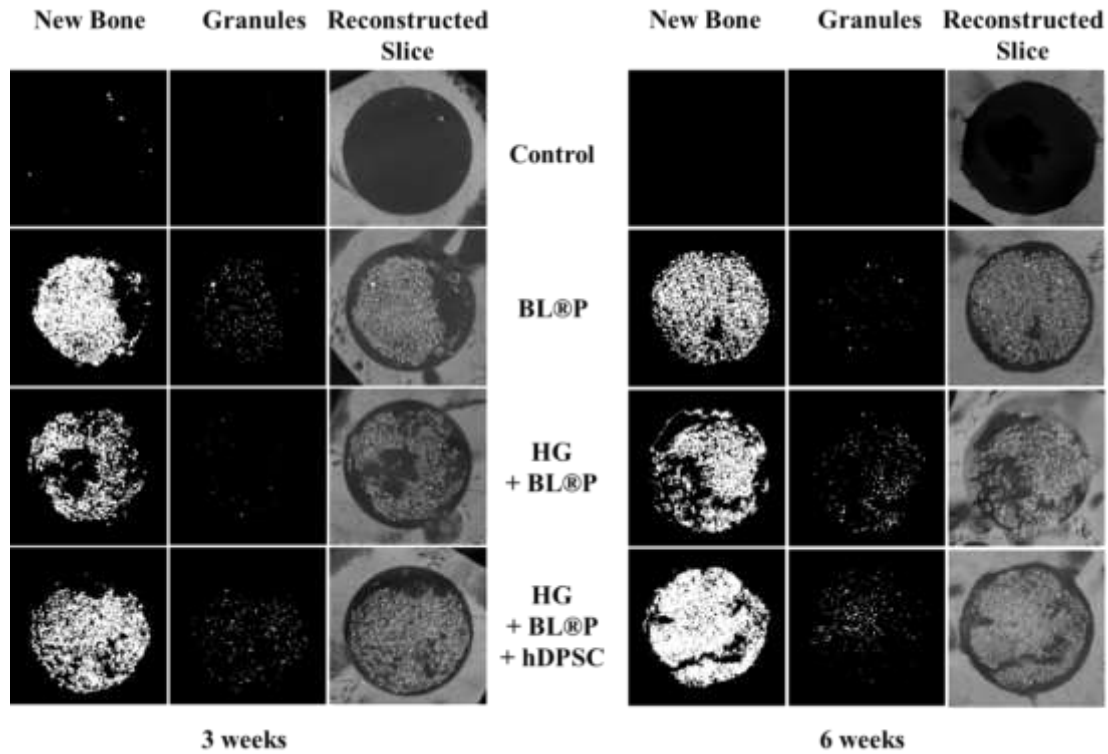 New Bone Granules Reconstructed Slice New Bone Granules Reconstructed Slice
Control
BL®P
HG
+ BL®P
HG
+ BL®P
+ hDPSC
3 weeks 6 weeks